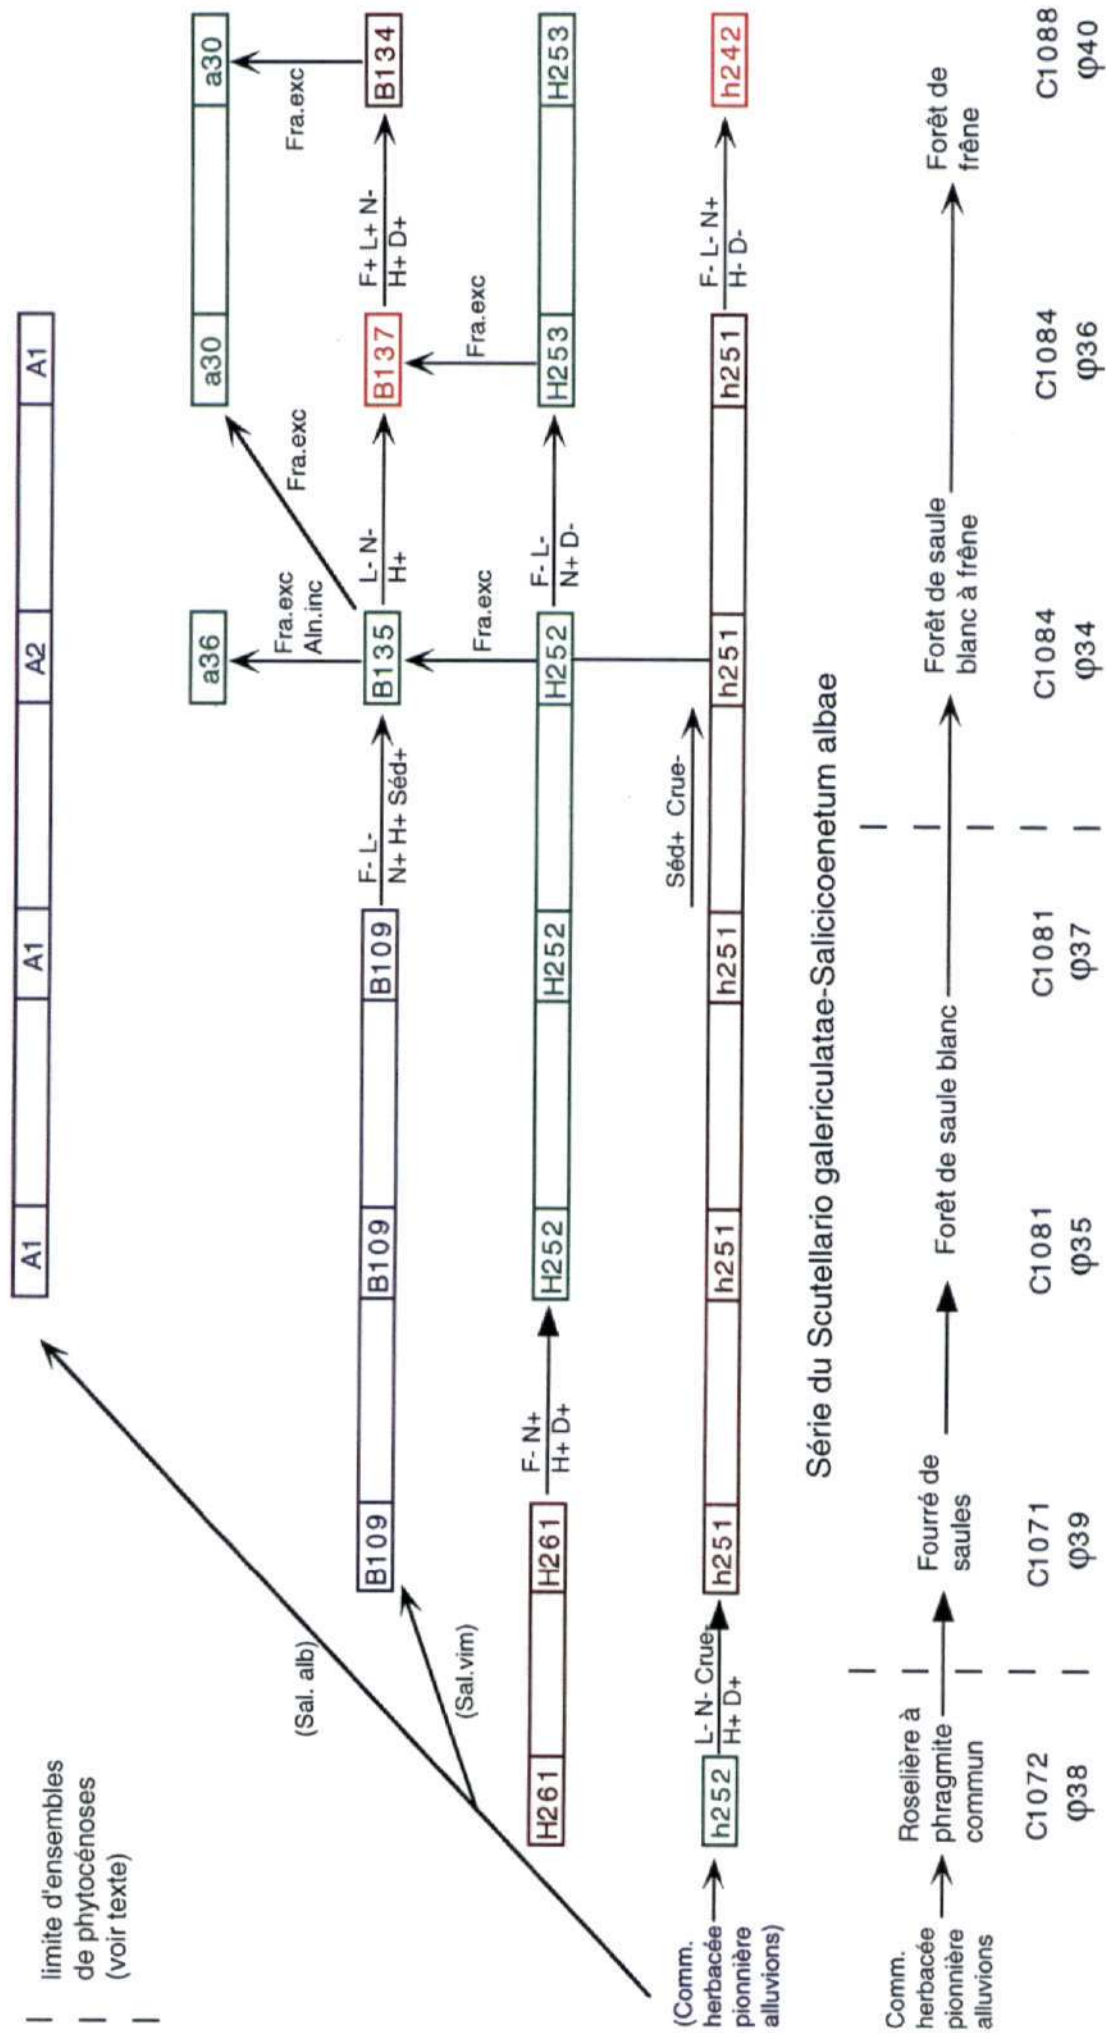 limite d'ensembles
de phytocénoses
(voir texte)
A1
A1
A2
A1
(Sal. alb)
a36
a30
a30
Fra.exc
Aln.inc
Fra.exc
Fra.exc
B109
B109
B109
F- L-
N+ H+ Séd+
B135
L- N-
H+
B137
F+ L+ N-
H+ D+
B134
(Sal.vim)
Fra.exc
Fra.exc
H261
H261
F- N+
H+ D+
H252
H252
H252
F- L-
N+ D-
H253
H253
(Comm.
herbacée
pionnière
alluvions)
h252
L- N- Crue-
H+ D+
h251
h251
h251
Séd+ Crue-
h251
h251
F- L- N+
H- D-
h242
Série du Scutellario galericulatae-Salicicoenetum albae
Comm.
herbacée
pionnière
alluvions
Roselière à
phragmite
commun
Fourré de
saules
Forêt de saule blanc
Forêt de saule
blanc à frêne
Forêt de
frêne
C1072
φ38
C1071
φ39
C1081
φ35
C1081
φ37
C1084
φ34
C1084
φ36
C1088
φ40